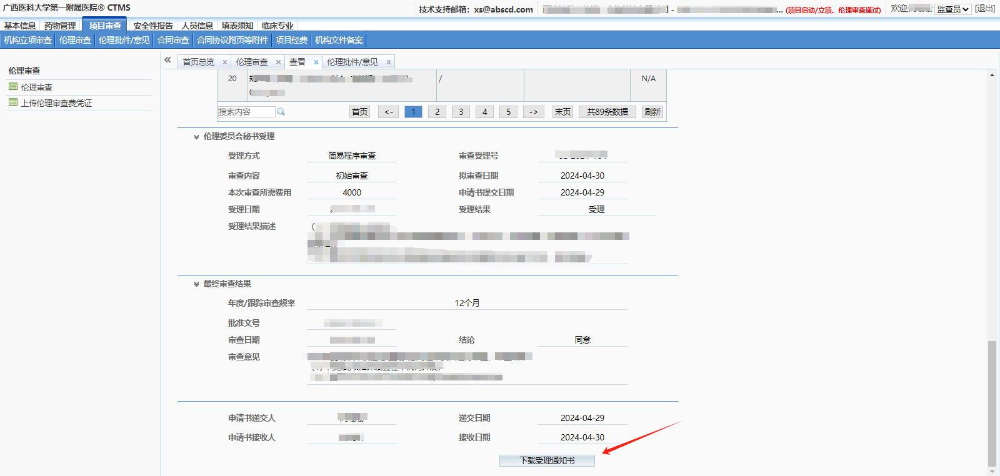 广西医科大学第一附属医院® CTMS
技术支持邮箱：xs@abscd.com
- ... (项目启动/立项、伦理审查通过)
欢迎, 监查员 [退出]
基本信息 药物管理 项目审查 安全性报告 人员信息 填表须知 临床专业
机构立项审查 伦理审查 伦理批件/意见 合同审查 合同协议附页等附件 项目经费 机构文件备案
伦理审查
伦理审查
上传伦理审查费凭证
« 首页总览 × 伦理审查 × 查看 × 伦理批件/意见 ×
20 / N/A
搜索内容 首页 <- 1 2 3 4 5 -> 末页 共89条数据 刷新
伦理委员会秘书受理
受理方式 简易程序审查 审查受理号
审查内容 初始审查 拟审查日期 2024-04-30
本次审查所需费用 4000 申请书提交日期 2024-04-29
受理日期 受理结果 受理
受理结果描述
最终审查结果
年度/跟踪审查频率 12个月
批准文号
审查日期 结论 同意
审查意见
申请书递交人 递交日期 2024-04-29
申请书接收人 接收日期 2024-04-30
下载受理通知书